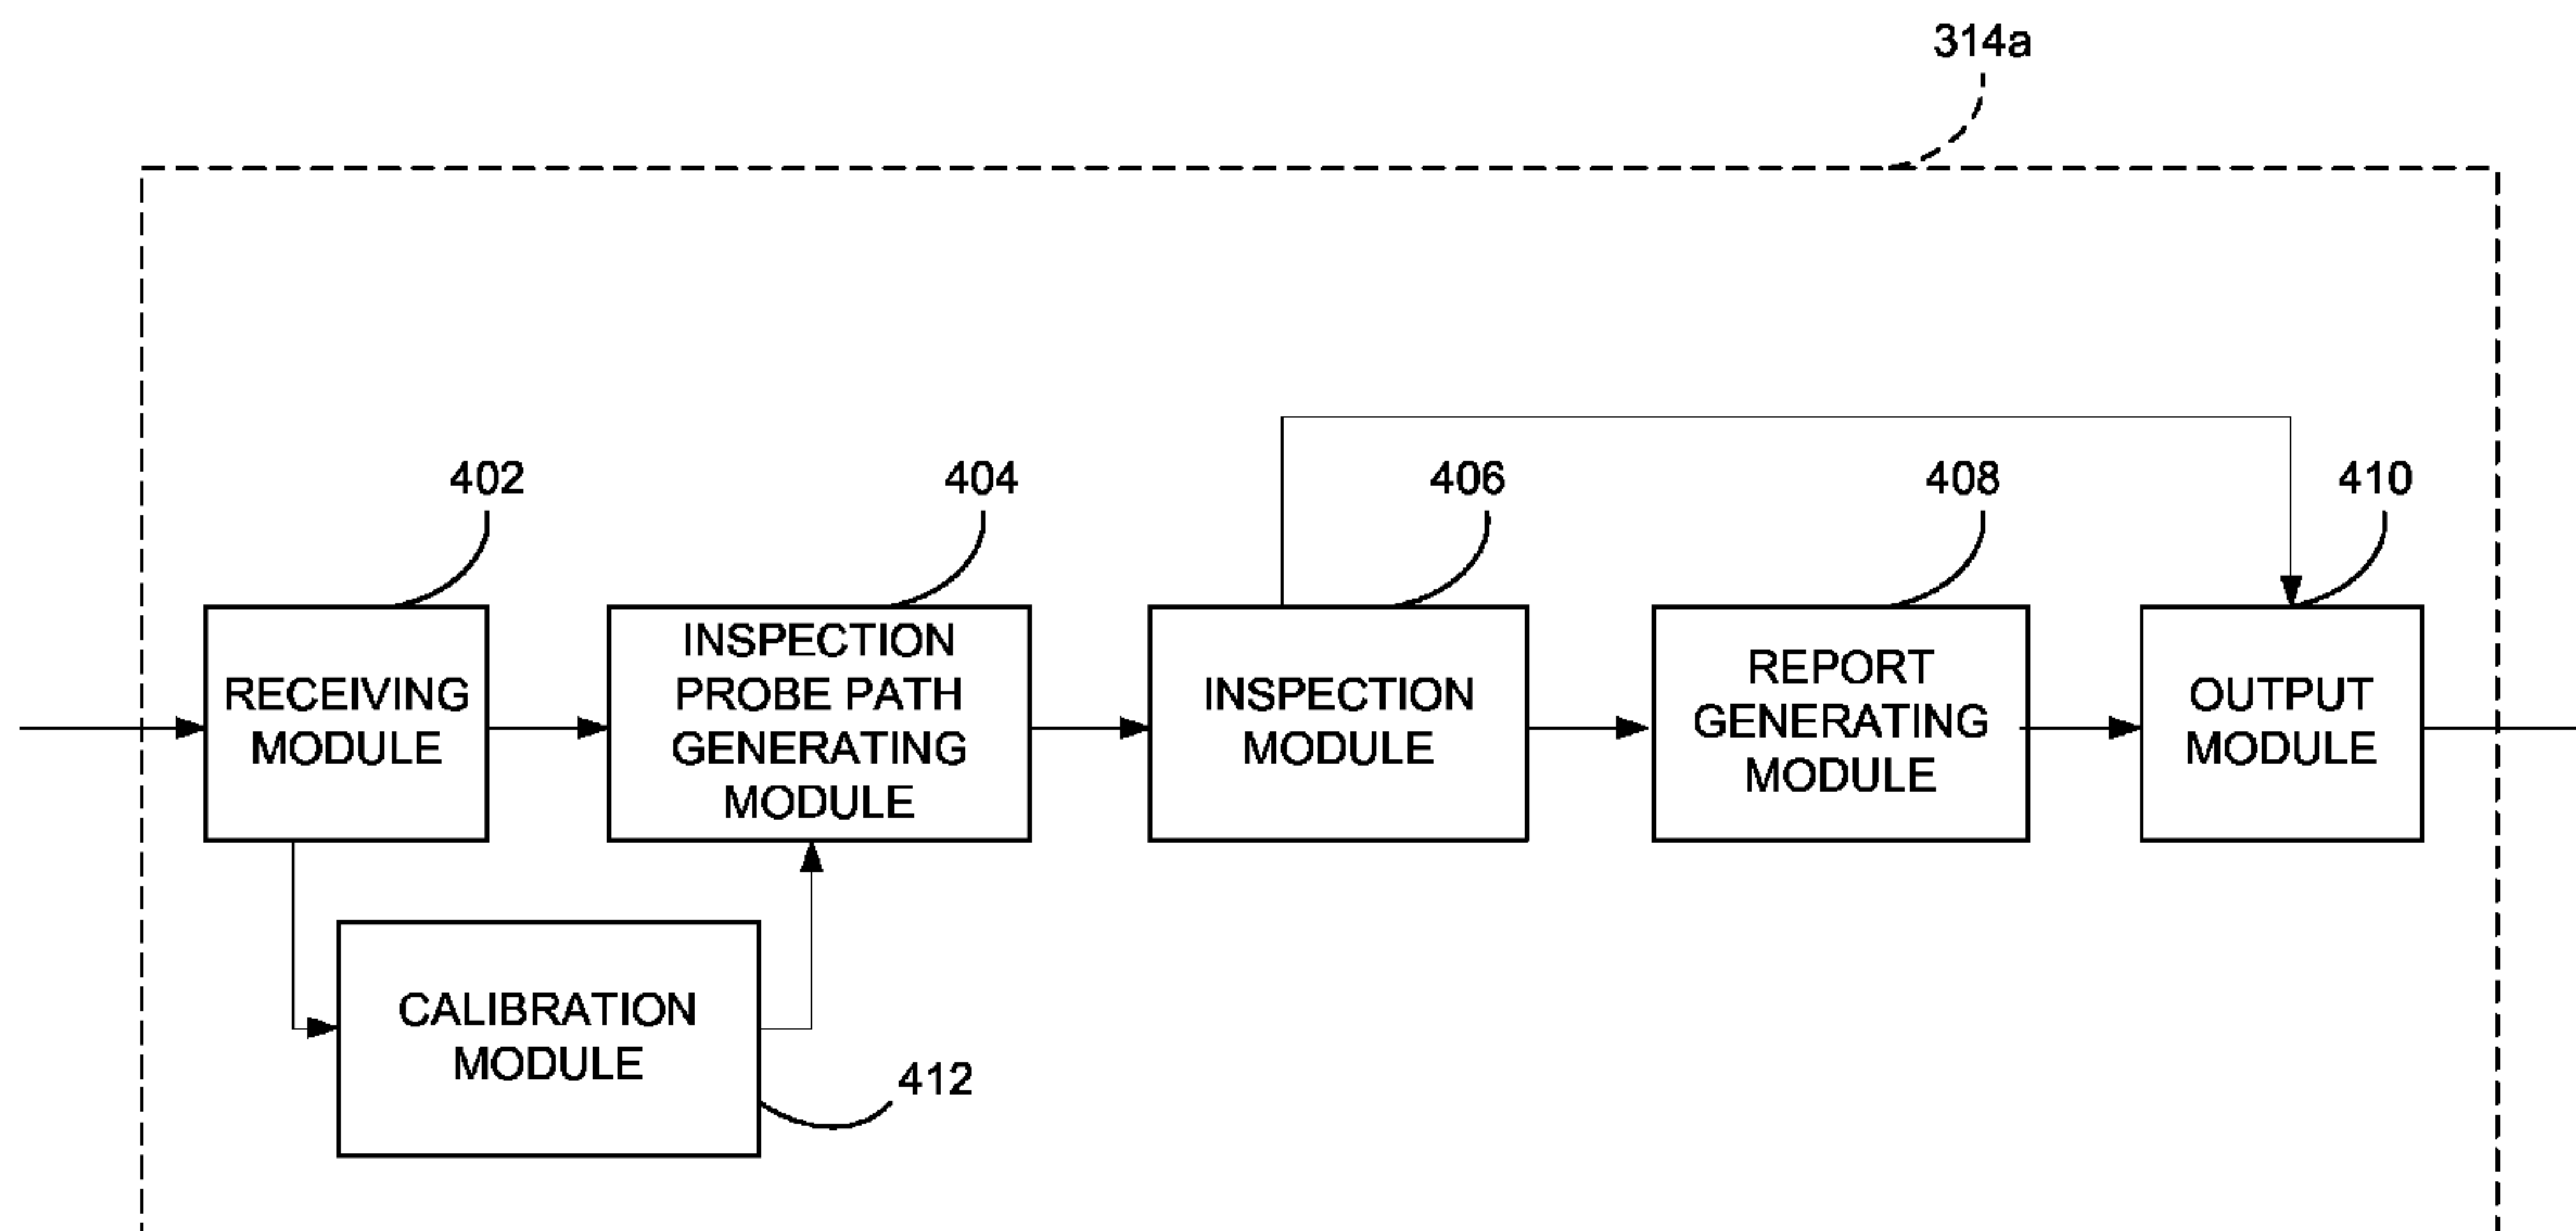 314a
402
404
406
408
410
RECEIVING
MODULE
INSPECTION
PROBE PATH
GENERATING
MODULE
INSPECTION
MODULE
REPORT
GENERATING
MODULE
OUTPUT
MODULE
CALIBRATION
MODULE
412